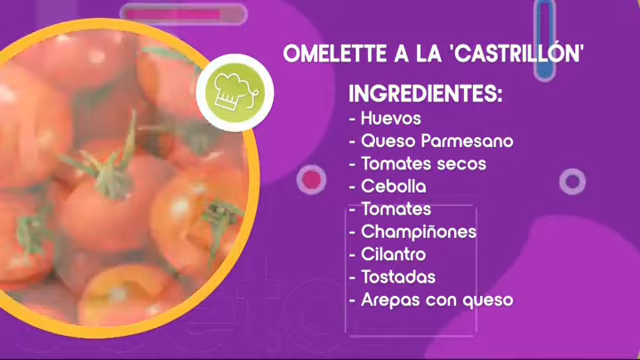 OMELETTE A LA 'CASTRILLÓN'
INGREDIENTES:
- Huevos
- Queso Parmesano
- Tomates secos
- Cebolla
- Tomates
- Champiñones
- Cilantro
- Tostadas
- Arepas con queso